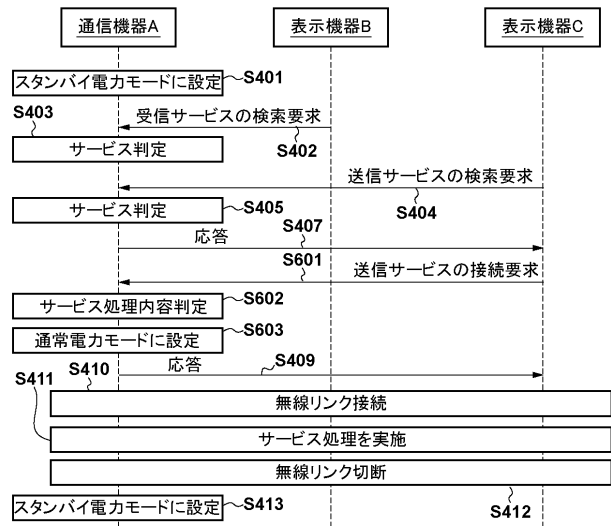 通信機器A
表示機器B
表示機器C
スタンバイ電力モードに設定
S401
S403
受信サービスの検索要求
サービス判定
S402
送信サービスの検索要求
サービス判定
S405
S404
応答
S407
S601
送信サービスの接続要求
サービス処理内容判定
S602
通常電力モードに設定
S603
応答
S409
S410
S411
無線リンク接続
サービス処理を実施
無線リンク切断
スタンバイ電力モードに設定
S413
S412